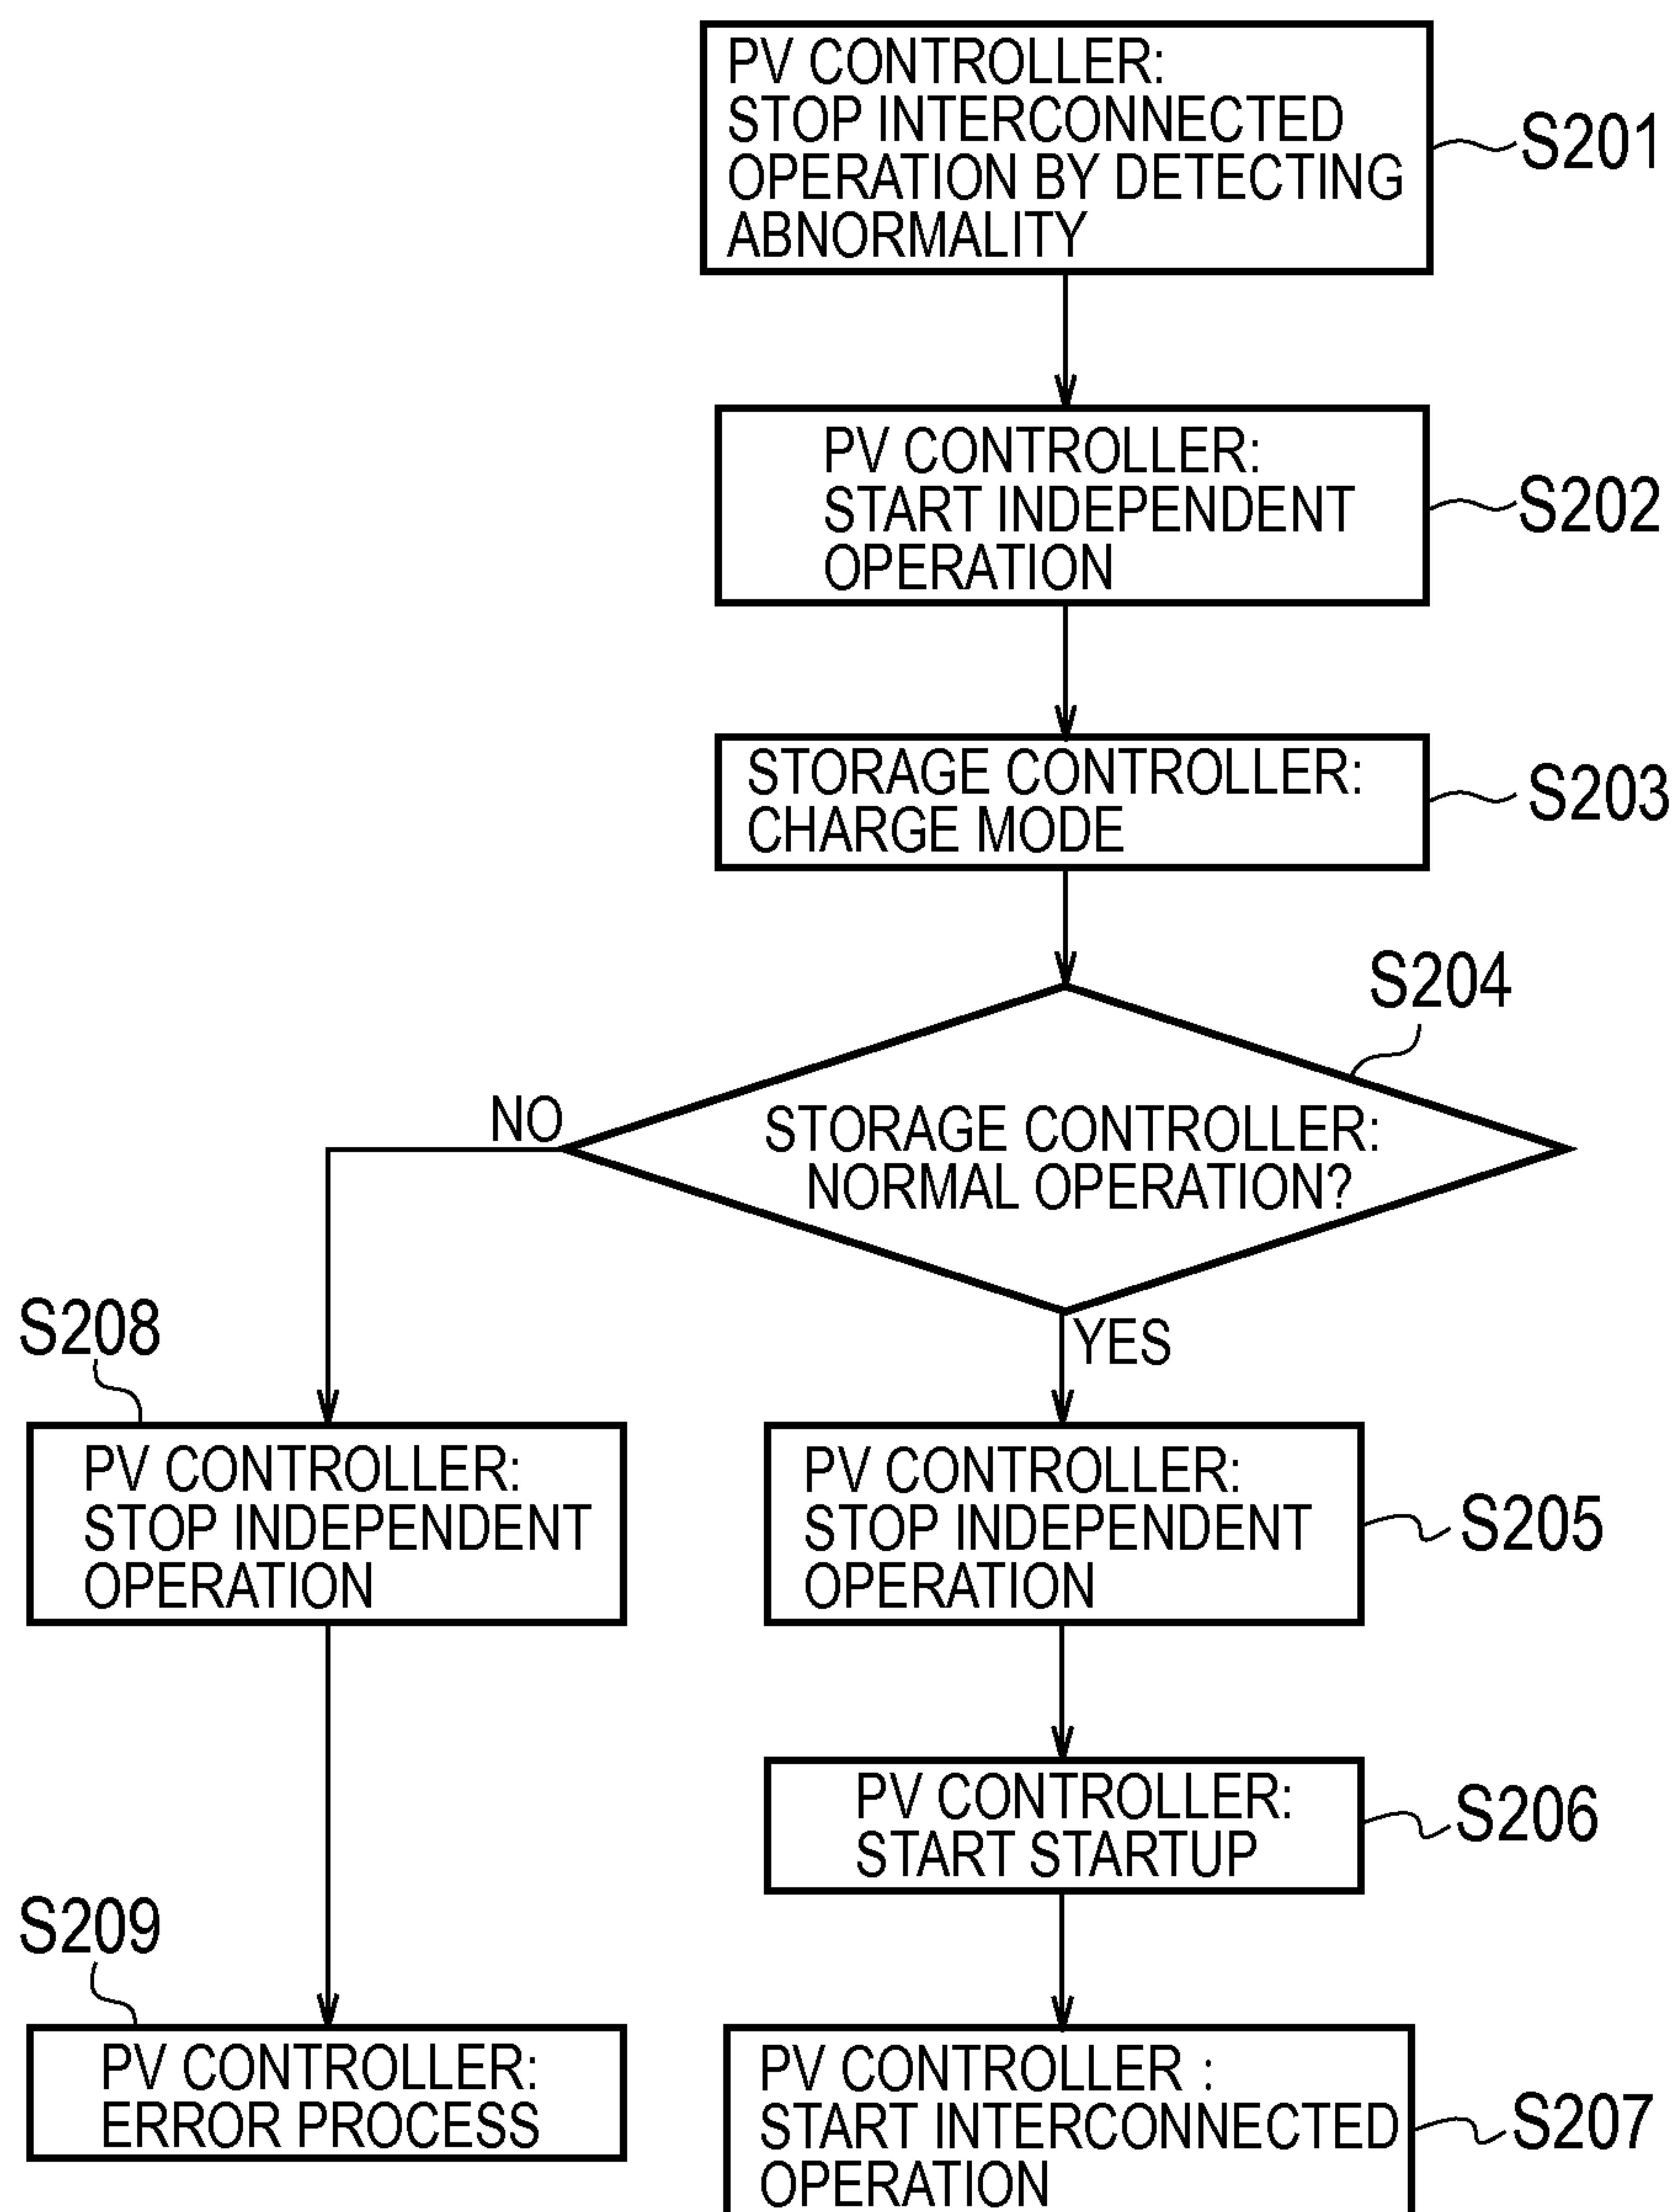 PV CONTROLLER:
STOP INTERCONNECTED
OPERATION BY DETECTING
ABNORMALITY
S201
PV CONTROLLER:
START INDEPENDENT
OPERATION
S202
STORAGE CONTROLLER:
CHARGE MODE
S203
S204
STORAGE CONTROLLER:
NORMAL OPERATION?
NO
YES
S208
PV CONTROLLER:
STOP INDEPENDENT
OPERATION
PV CONTROLLER:
STOP INDEPENDENT
OPERATION
S205
PV CONTROLLER:
START STARTUP
S206
S209
PV CONTROLLER:
ERROR PROCESS
PV CONTROLLER :
START INTERCONNECTED
OPERATION
S207